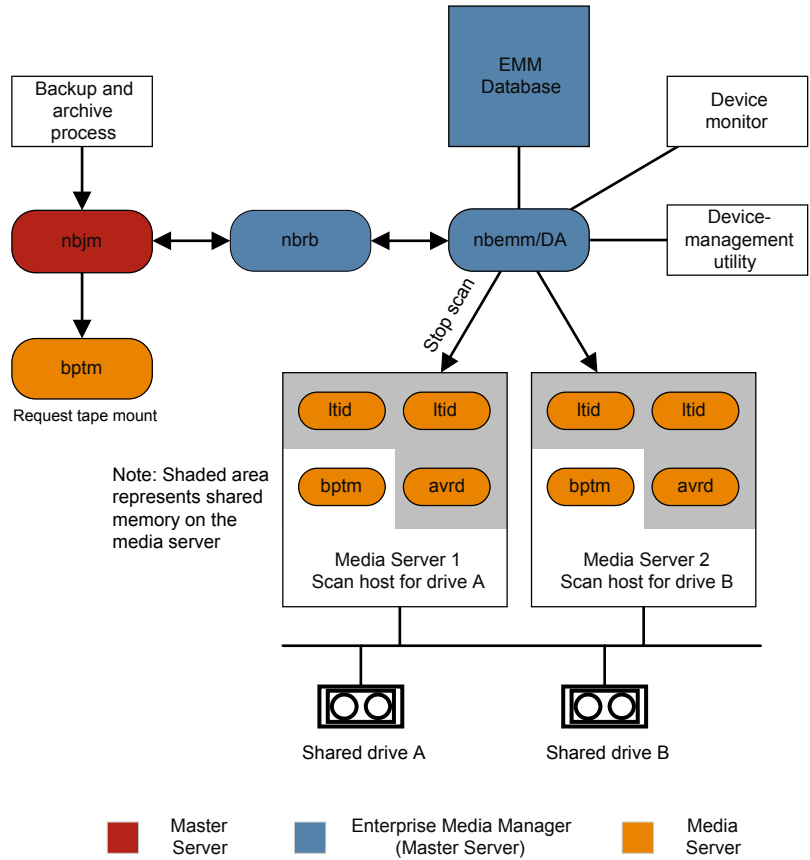 EMM
Database
Backup and
archive
process
Device
monitor
nbjm
nbrb
nbemm/DA
Device-
management
utility
Stop scan
bptm
Request tape mount
ltid
ltid
ltid
ltid
Note: Shaded area
represents shared
memory on the
media server
bptm
avrd
bptm
avrd
Media Server 1
Scan host for drive A
Media Server 2
Scan host for drive B
Shared drive A
Shared drive B
Master
Server
Enterprise Media Manager
(Master Server)
Media
Server